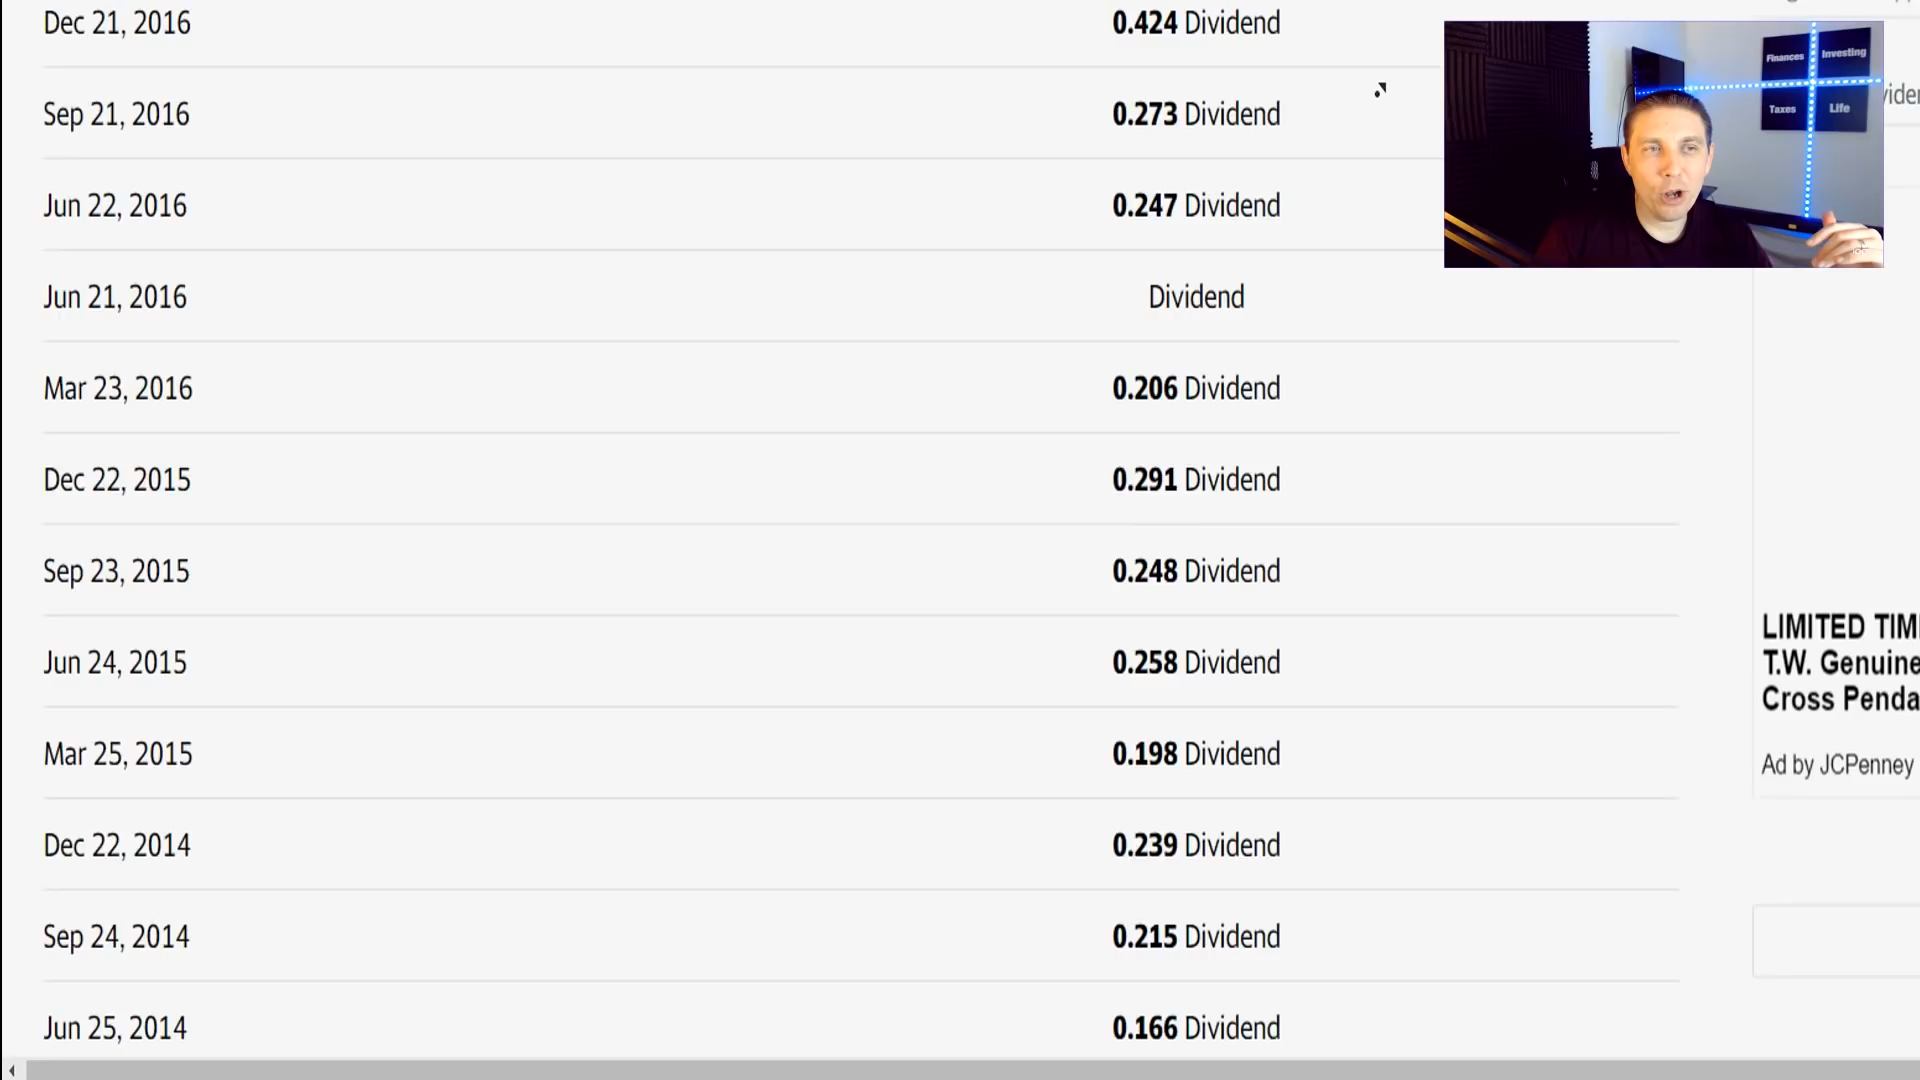 Dec 21, 2016 0.424 Dividend
Sep 21, 2016 0.273 Dividend
Jun 22, 2016 0.247 Dividend
Jun 21, 2016 Dividend
Mar 23, 2016 0.206 Dividend
Dec 22, 2015 0.291 Dividend
Sep 23, 2015 0.248 Dividend
Jun 24, 2015 0.258 Dividend
Mar 25, 2015 0.198 Dividend
Dec 22, 2014 0.239 Dividend
Sep 24, 2014 0.215 Dividend
Jun 25, 2014 0.166 Dividend
Finances Investing
Taxes Life
LIMITED TIM
T.W. Genuine
Cross Penda
Ad by JCPenney